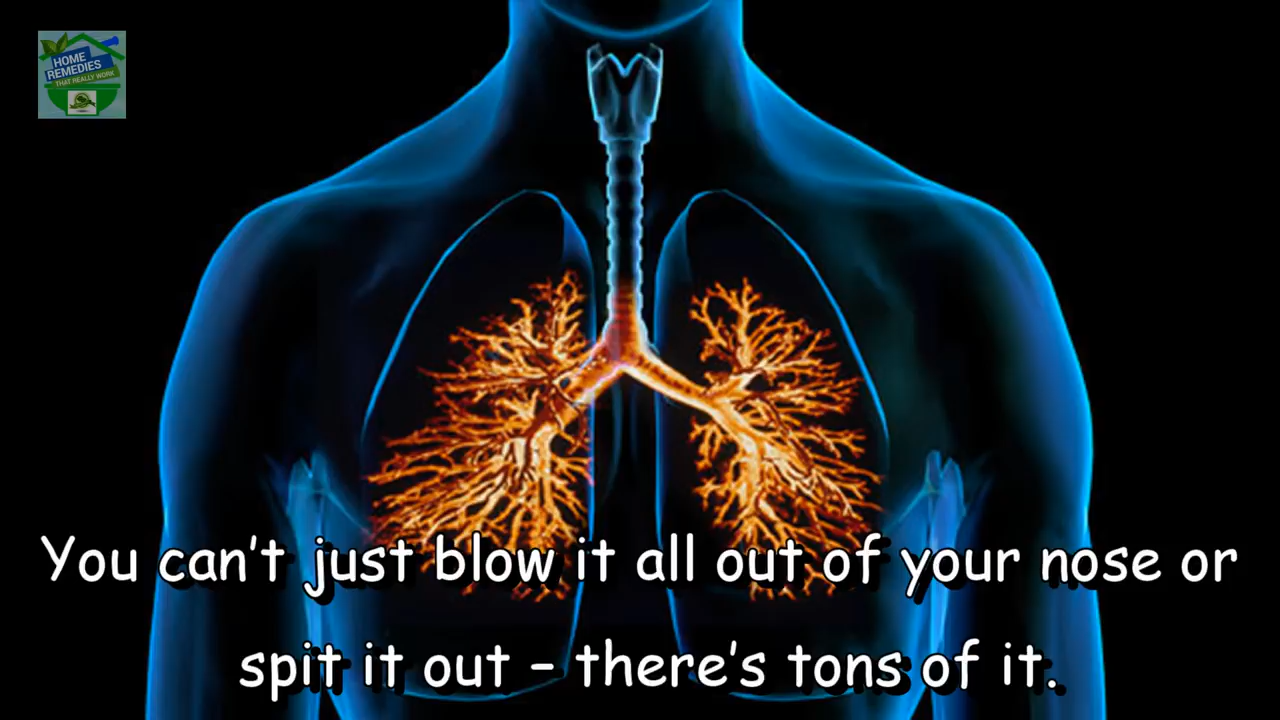 HOME
REMEDIES
THAT REALLY WORK
You can't just blow it all out of your nose or
spit it out – there's tons of it.